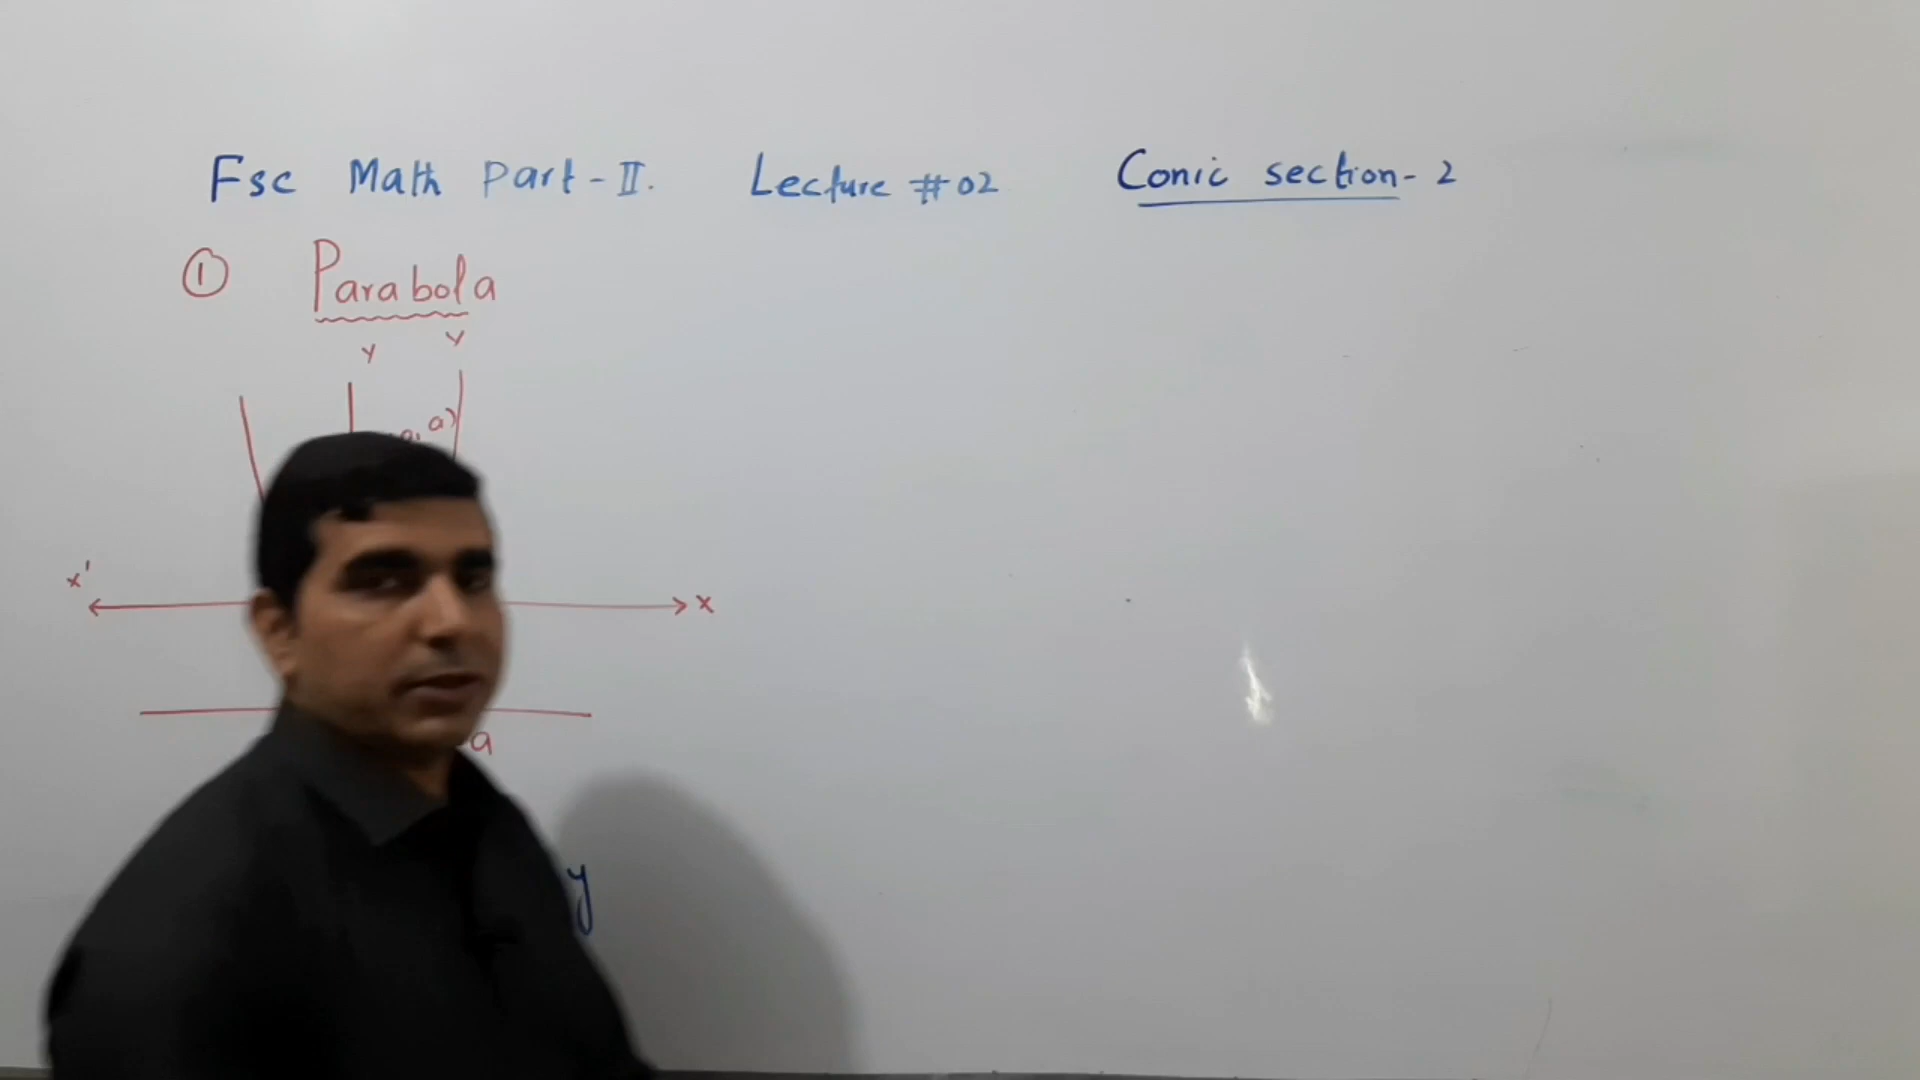 Fsc Math Part-II. Lecture #02 Conic section-2
① Parabola
y y
a)
x' x
a
y